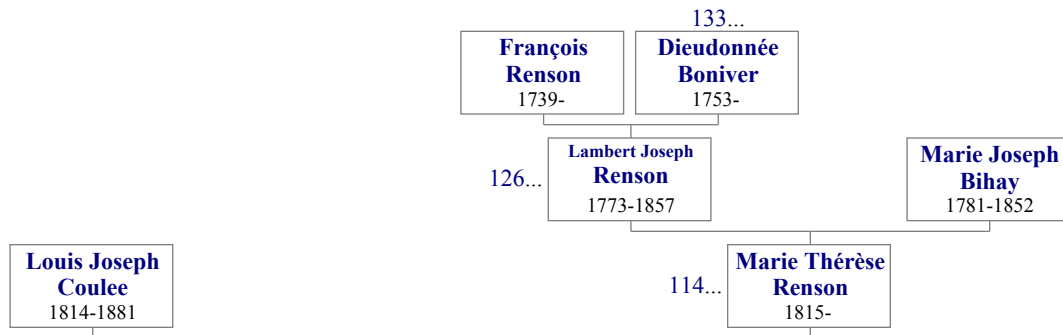 133...
François
Renson
1739-
Dieudonnée
Boniver
1753-
126...
Lambert Joseph
Renson
1773-1857
Marie Joseph
Bihay
1781-1852
Louis Joseph
Coulee
1814-1881
114...
Marie Thérèse
Renson
1815-